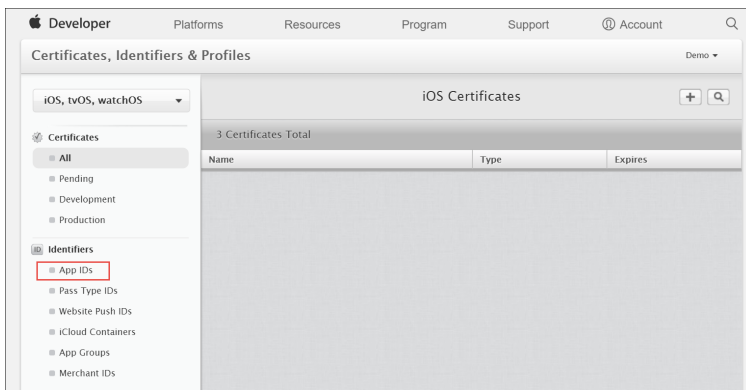 Developer Platforms Resources Program Support Account
Certificates, Identifiers & Profiles Demo
iOS, tvOS, watchOS
iOS Certificates
Certificates
3 Certificates Total
All
Name Type Expires
Pending
Development
Production
ID Identifiers
App IDs
Pass Type IDs
Website Push IDs
iCloud Containers
App Groups
Merchant IDs